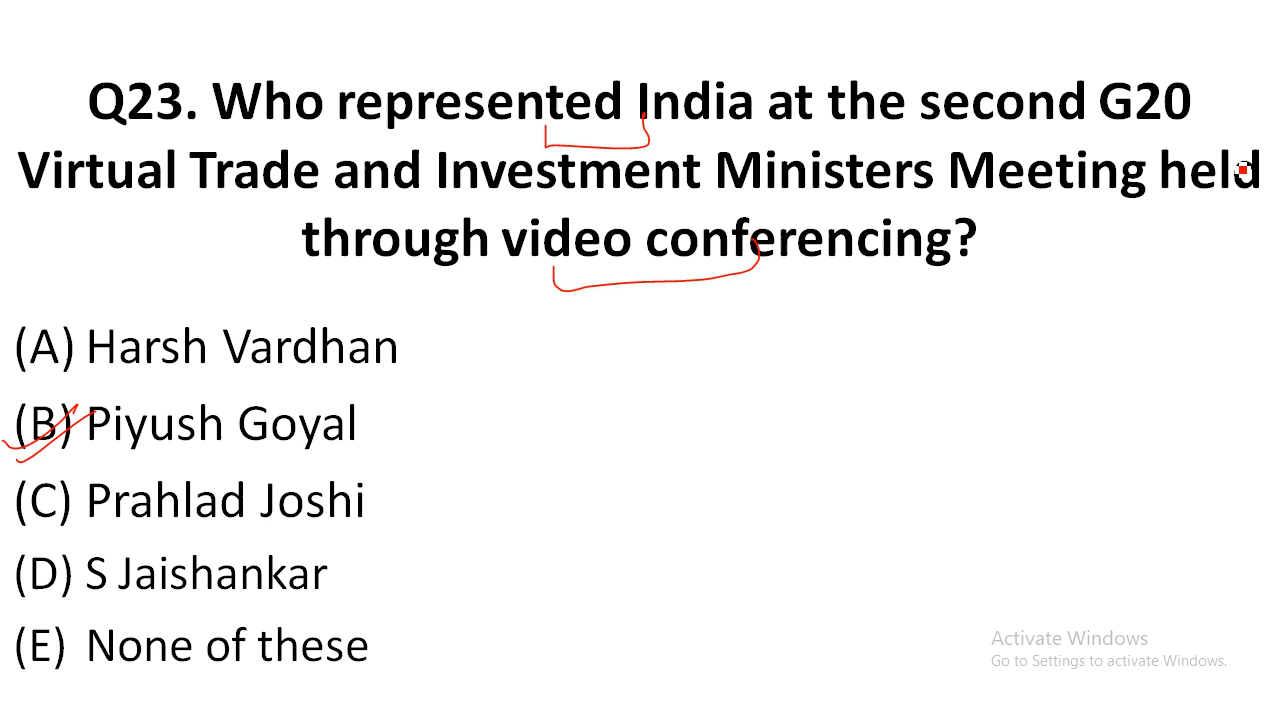 Q23. Who represented India at the second G20
Virtual Trade and Investment Ministers Meeting held
through video conferencing?
(A) Harsh Vardhan
(B) Piyush Goyal
(C) Prahlad Joshi
(D) S Jaishankar
(E) None of these
Activate Windows
Go to Settings to activate Windows.